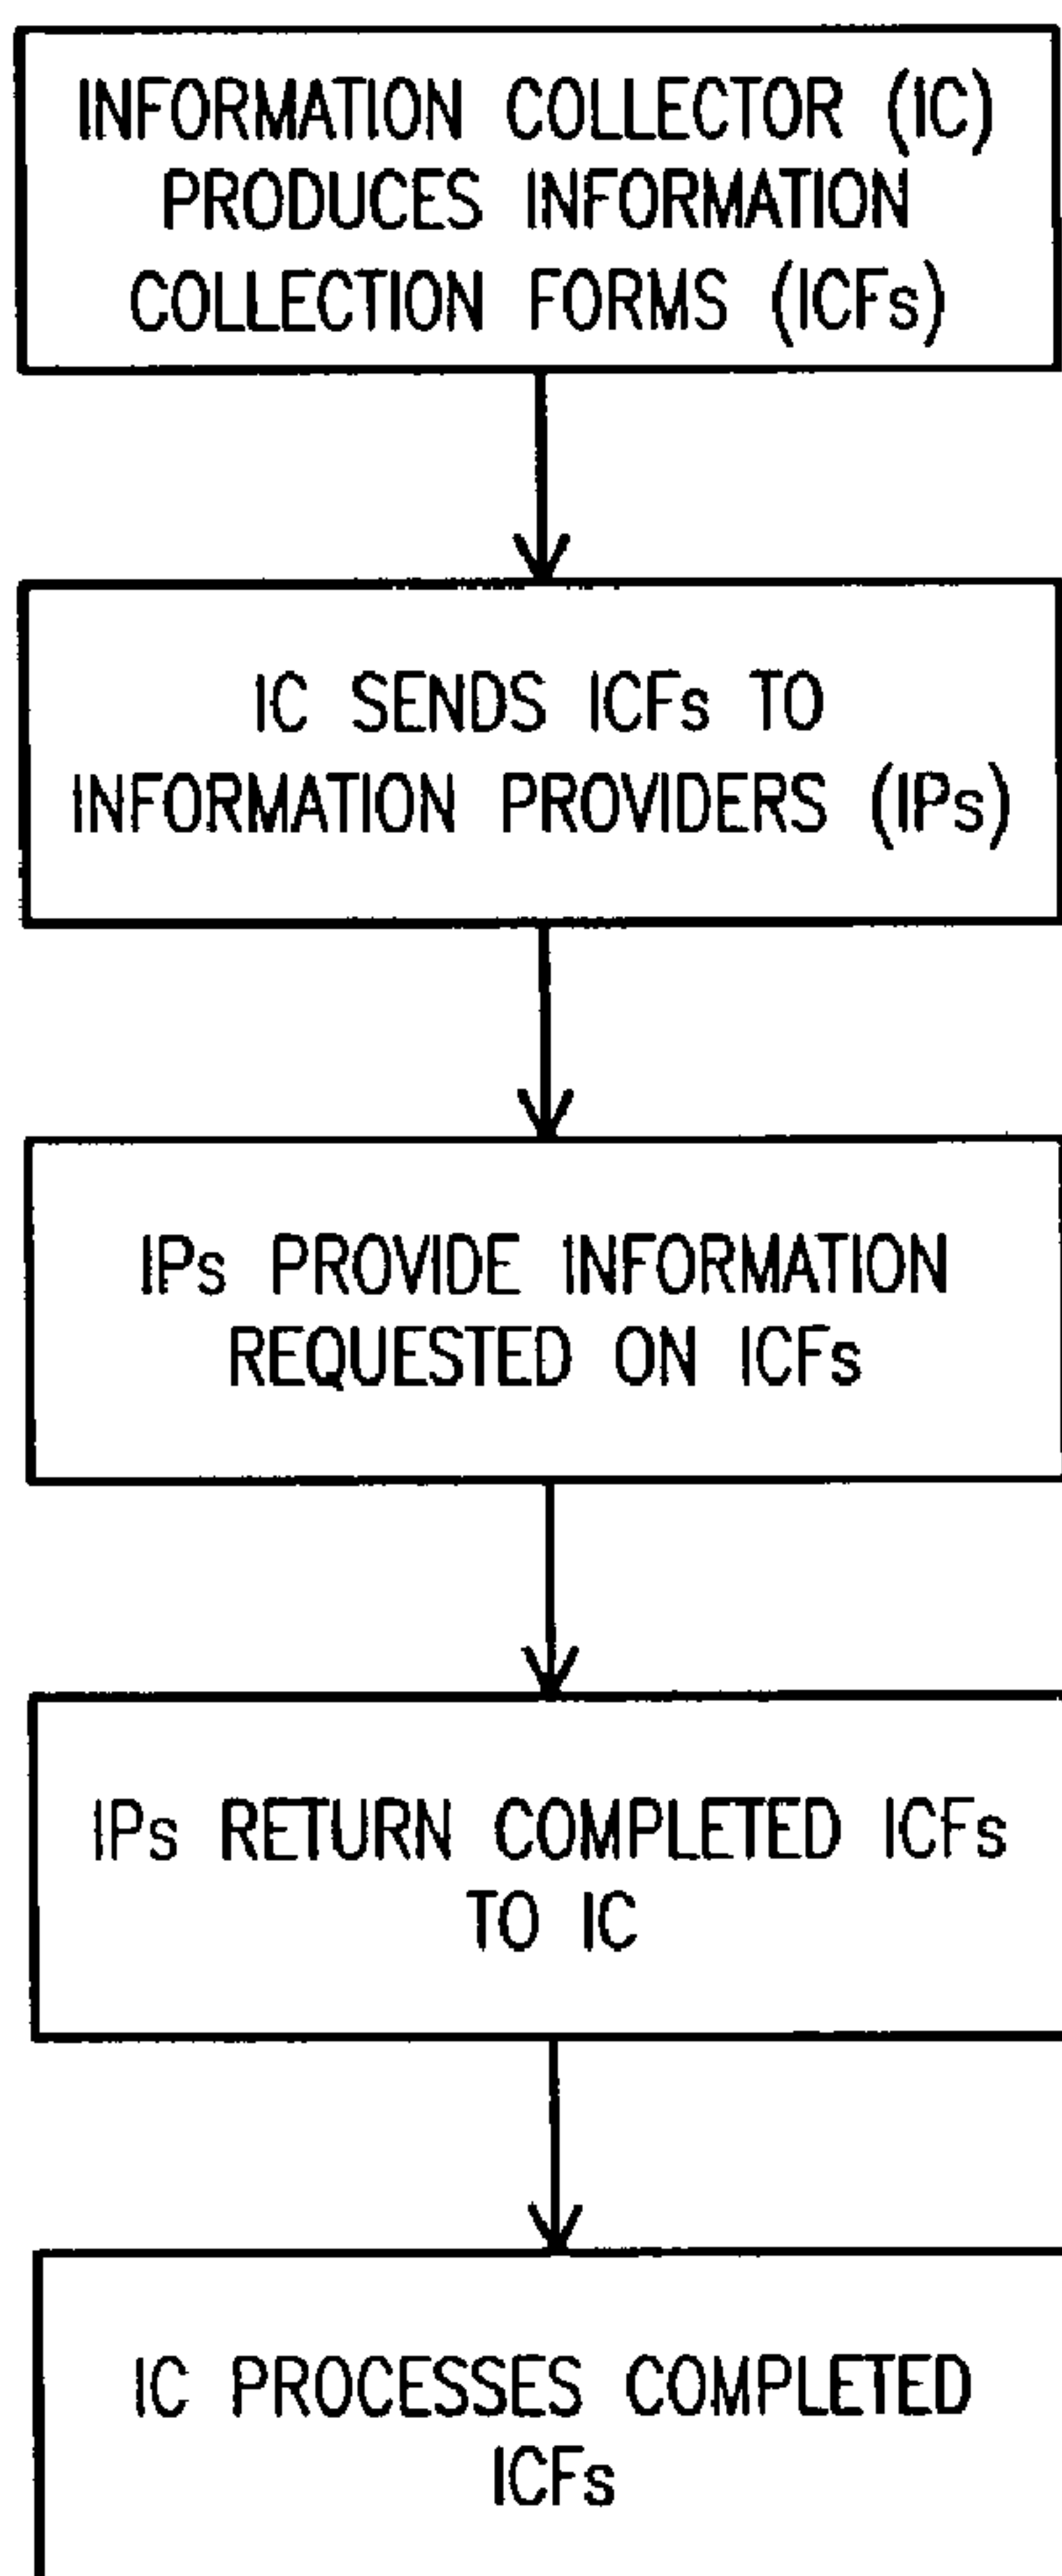 INFORMATION COLLECTOR (IC)
PRODUCES INFORMATION
COLLECTION FORMS (ICFs)
IC SENDS ICFs TO
INFORMATION PROVIDERS (IPs)
IPs PROVIDE INFORMATION
REQUESTED ON ICFs
IPs RETURN COMPLETED ICFs
TO IC
IC PROCESSES COMPLETED
ICFs